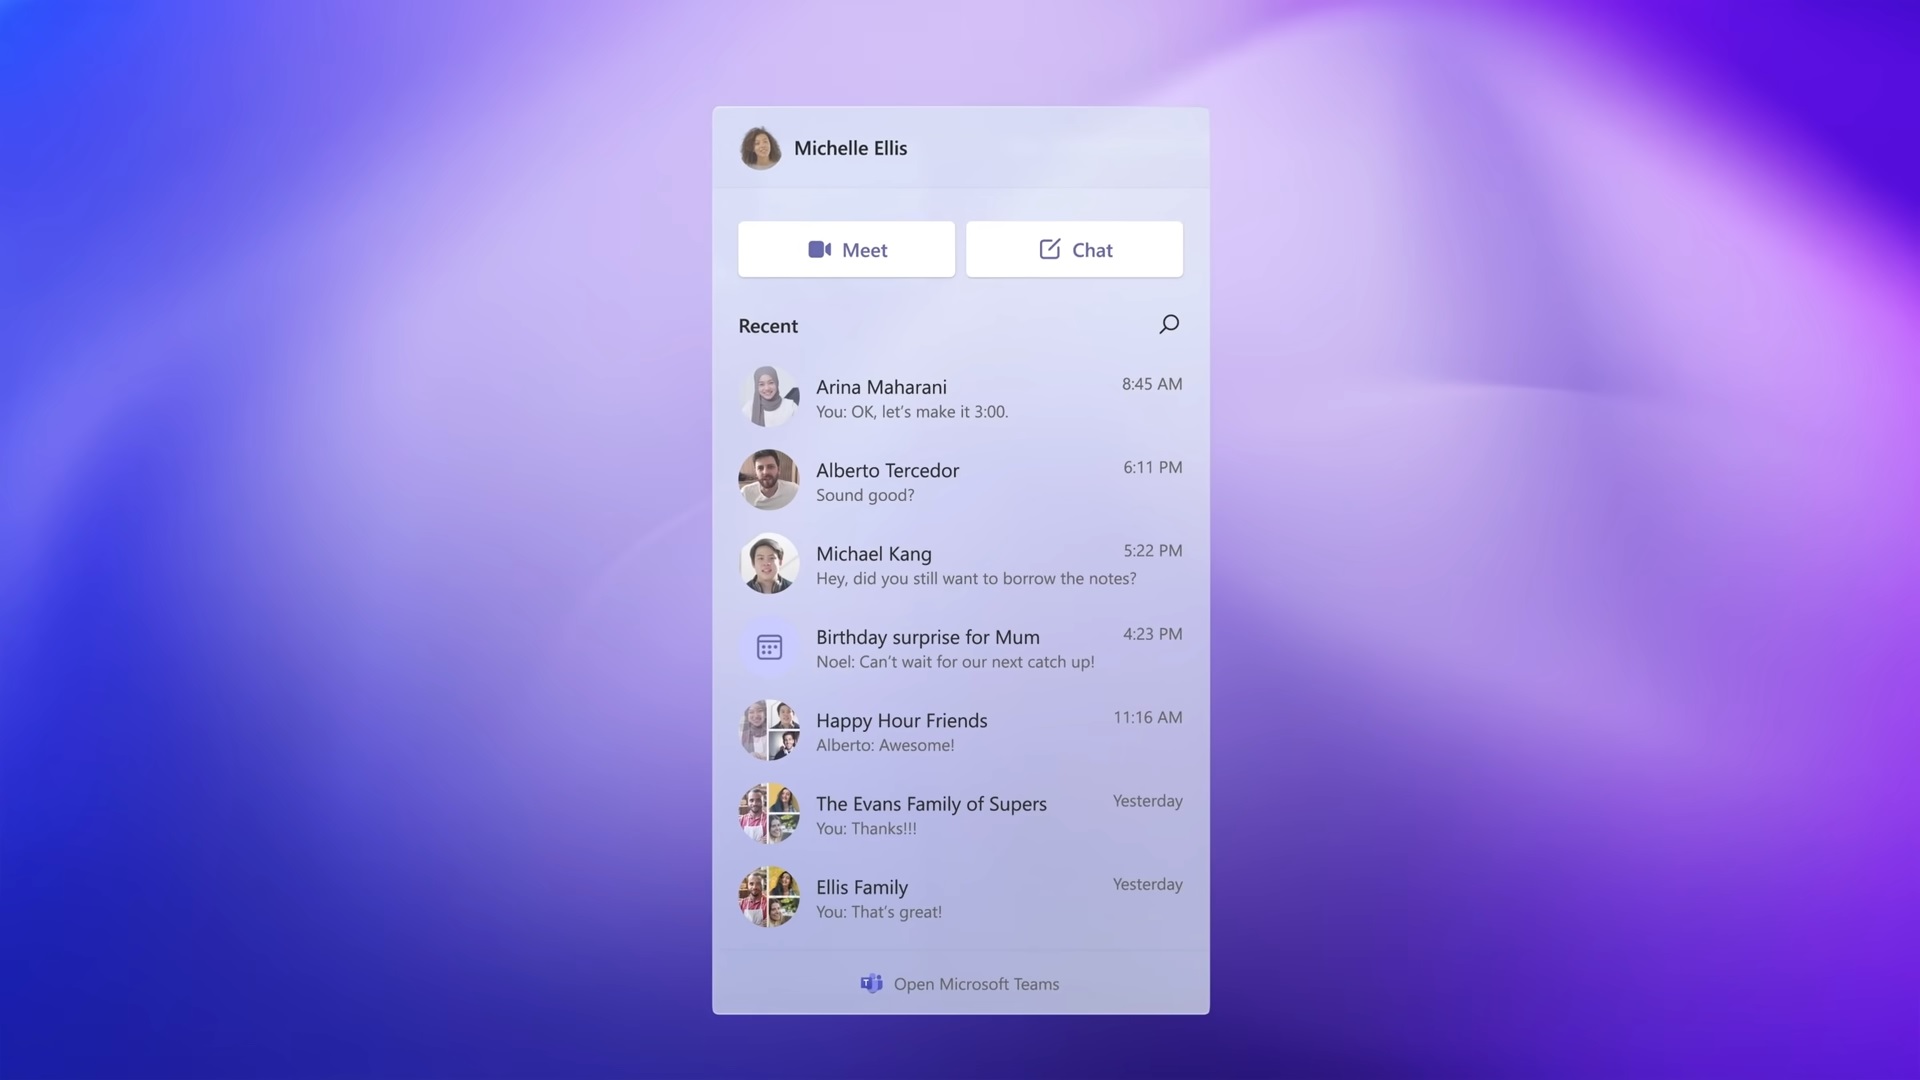 Michelle Ellis
Meet
Chat
Recent
Arina Maharani 8:45 AM
You: OK, let’s make it 3:00.
Alberto Tercedor 6:11 PM
Sound good?
Michael Kang 5:22 PM
Hey, did you still want to borrow the notes?
Birthday surprise for Mum 4:23 PM
Noel: Can’t wait for our next catch up!
Happy Hour Friends 11:16 AM
Alberto: Awesome!
The Evans Family of Supers Yesterday
You: Thanks!!!
Ellis Family Yesterday
You: That’s great!
Open Microsoft Teams